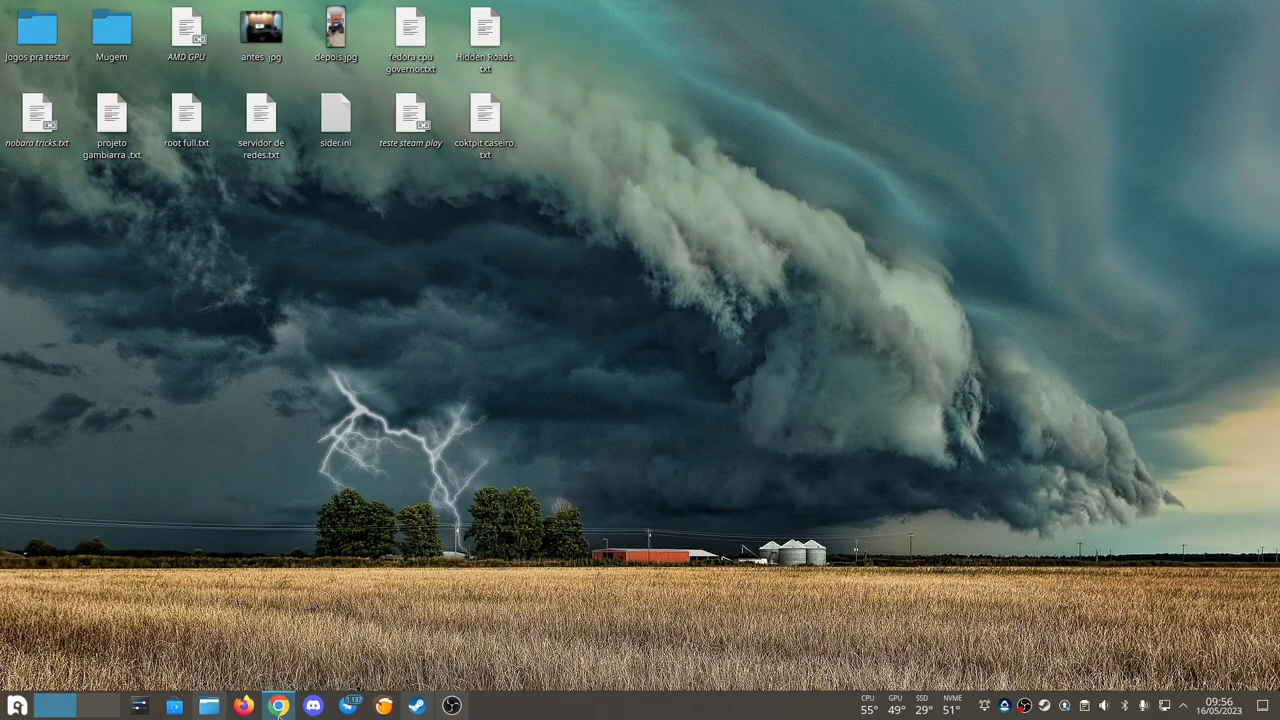 Jogos pra testar
Mugem
AMD GPU
antes .jpg
depois.jpg
fedora cpu
governor.txt
Hidden Roads.
txt
nobara tricks.txt
projeto
gambiarra .txt
root full.txt
servidor de
redes.txt
sider.ini
teste steam play
coktpit caseiro.
txt
1.137
CPU
55°
GPU
49°
SSD
29°
NVME
51°
09:56
16/05/2023